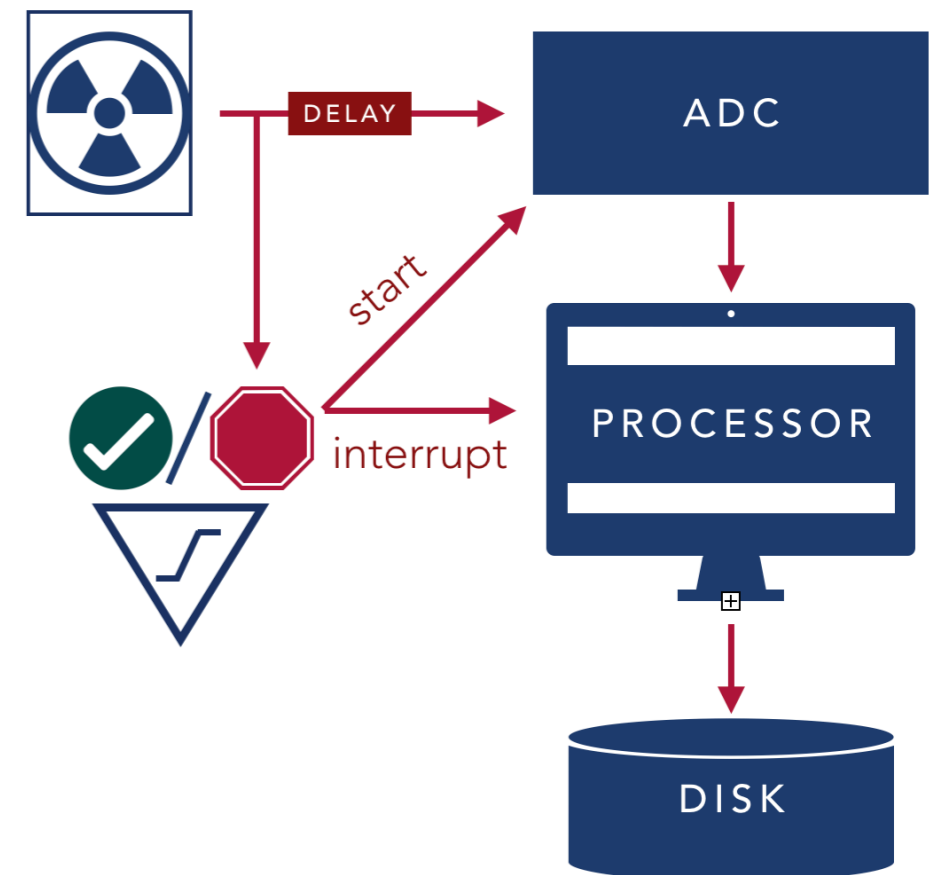 DELAY
ADC
start
PROCESSOR
interrupt
DISK